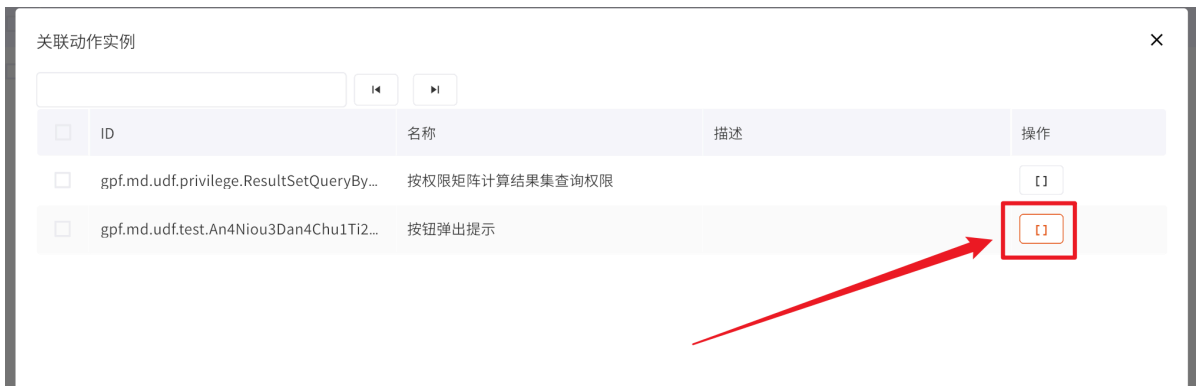 关联动作实例
ID 名称 描述 操作
gpf.md.udf.privilege.ResultSetQueryBy... 按权限矩阵计算结果集查询权限 []
gpf.md.udf.test.An4Niou3Dan4Chu1Ti2... 按钮弹出提示 []